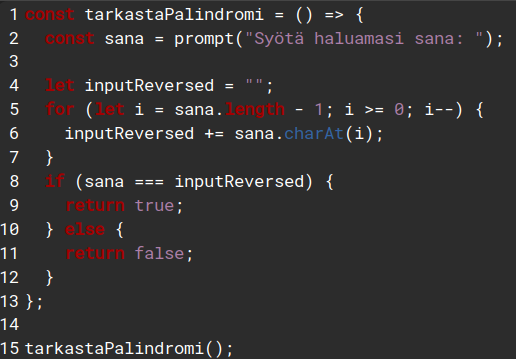 1 const tarkastaPalindromi = () => {
2   const sana = prompt("Syötä haluamasi sana: ");
3
4   let inputReversed = "";
5   for (let i = sana.length - 1; i >= 0; i--) {
6     inputReversed += sana.charAt(i);
7   }
8   if (sana === inputReversed) {
9     return true;
10   } else {
11     return false;
12   }
13 };
14
15 tarkastaPalindromi();